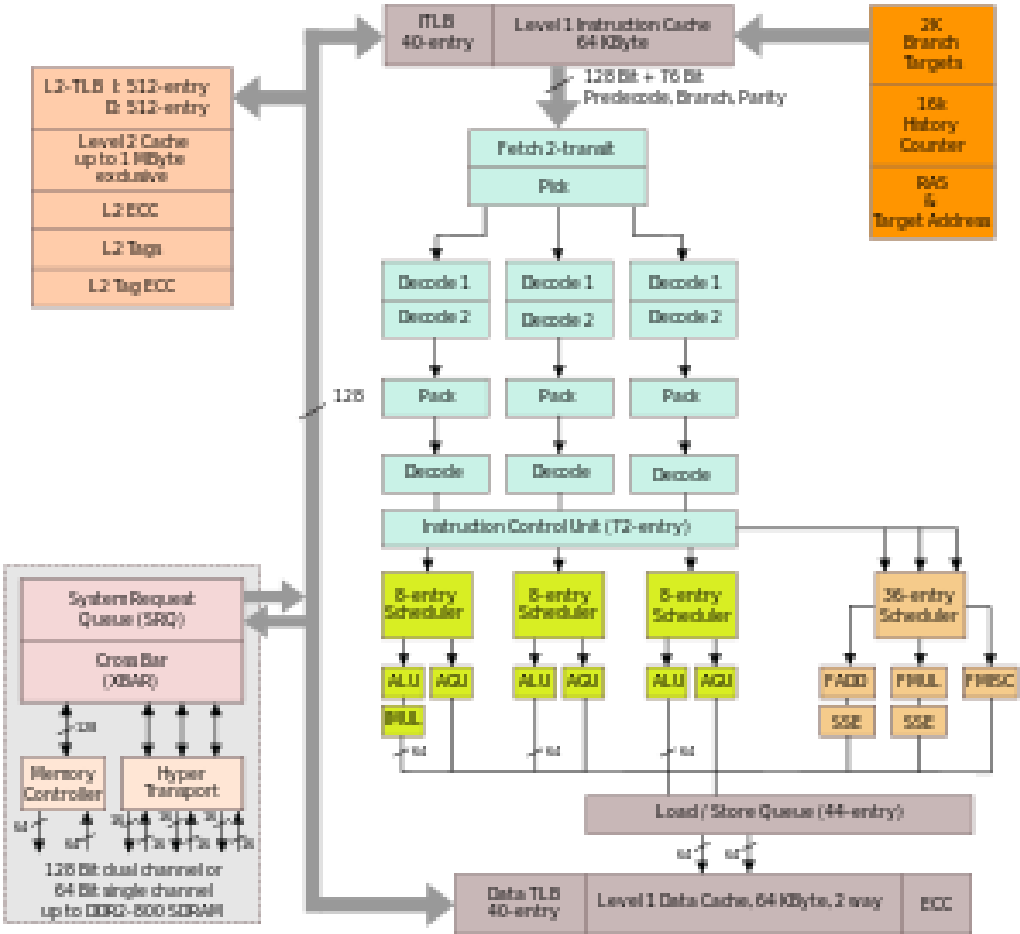 ITLB
40-entry
Level 1 Instruction Cache
64 KByte
2K
Branch
Targets
16k
History
Counter
RAS
&
Target Address
L2-TLB I: 512-entry
D: 512-entry
Level 2 Cache
up to 1 MByte
exclusive
L2 ECC
L2 Tags
L2 Tag ECC
128 Bit + 76 Bit
Predecode, Branch, Parity
Fetch 2-transit
Pick
Decode 1
Decode 1
Decode 1
Decode 2
Decode 2
Decode 2
128
Pack
Pack
Pack
Decode
Decode
Decode
Instruction Control Unit (72-entry)
8-entry
Scheduler
8-entry
Scheduler
8-entry
Scheduler
36-entry
Scheduler
ALU
AGU
ALU
AGU
ALU
AGU
FADD
FMUL
FMISC
IMUL
SSE
SSE
64
64
64
System Request
Queue (SRQ)
Cross Bar
(XBAR)
128
Memory
Controller
Hyper
Transport
64
64
16
16
16
16
16
16
128 Bit dual channel or
64 Bit single channel
up to DDR2-800 SDRAM
Load / Store Queue (44-entry)
64
64
Data TLB
40-entry
Level 1 Data Cache, 64 KByte, 2 way
ECC